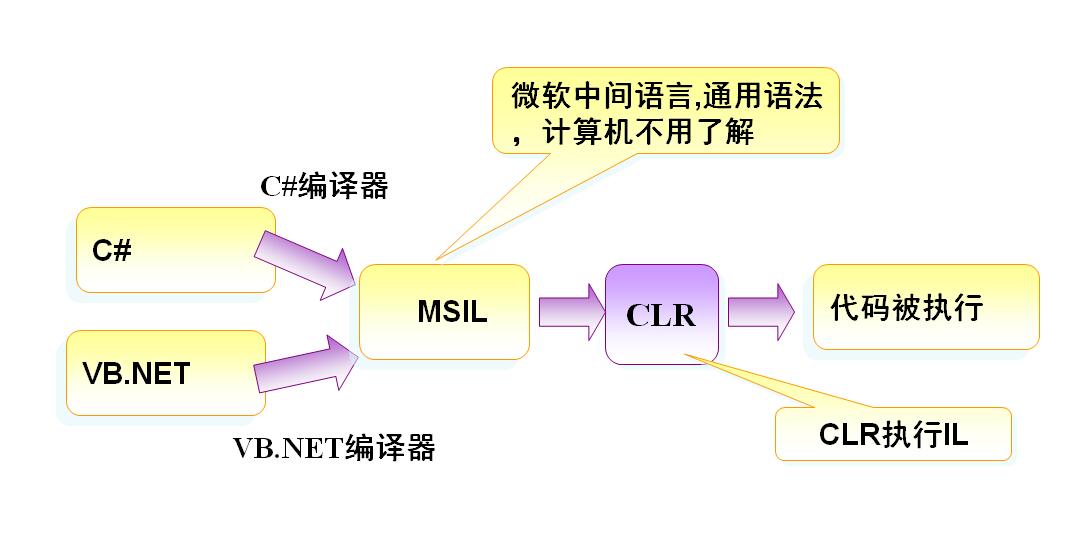 微软中间语言,通用语法
，计算机不用了解
C#编译器
C#
MSIL
CLR
代码被执行
VB.NET
VB.NET编译器
CLR执行IL